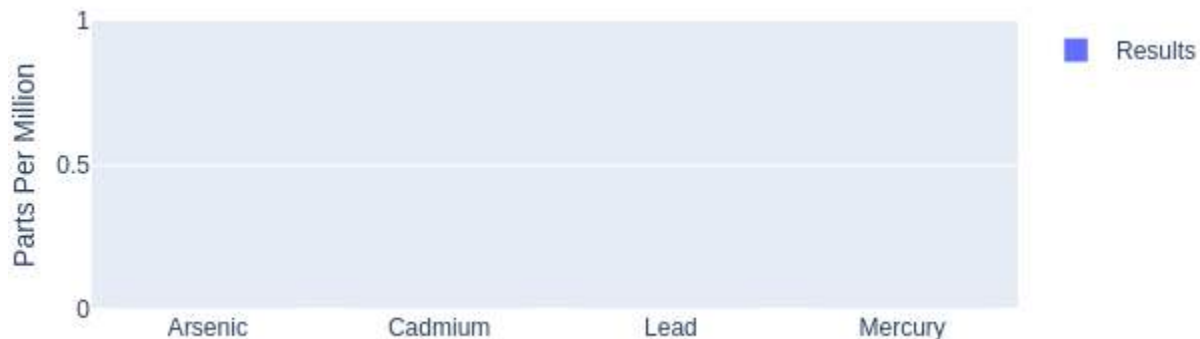 1
0.5
0
Parts Per Million
Arsenic
Cadmium
Lead
Mercury
Results